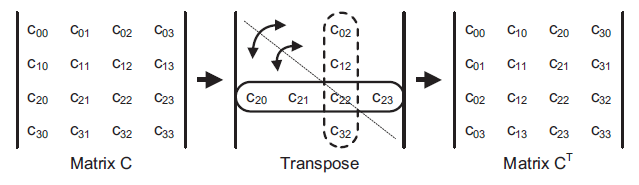 C00 C01 C02 C03
C10 C11 C12 C13
C20 C21 C22 C23
C30 C31 C32 C33
Matrix C
C02
C12
C20 C21 C22 C23
C32
Transpose
C00 C10 C20 C30
C01 C11 C21 C31
C02 C12 C22 C32
C03 C13 C23 C33
Matrix C^T